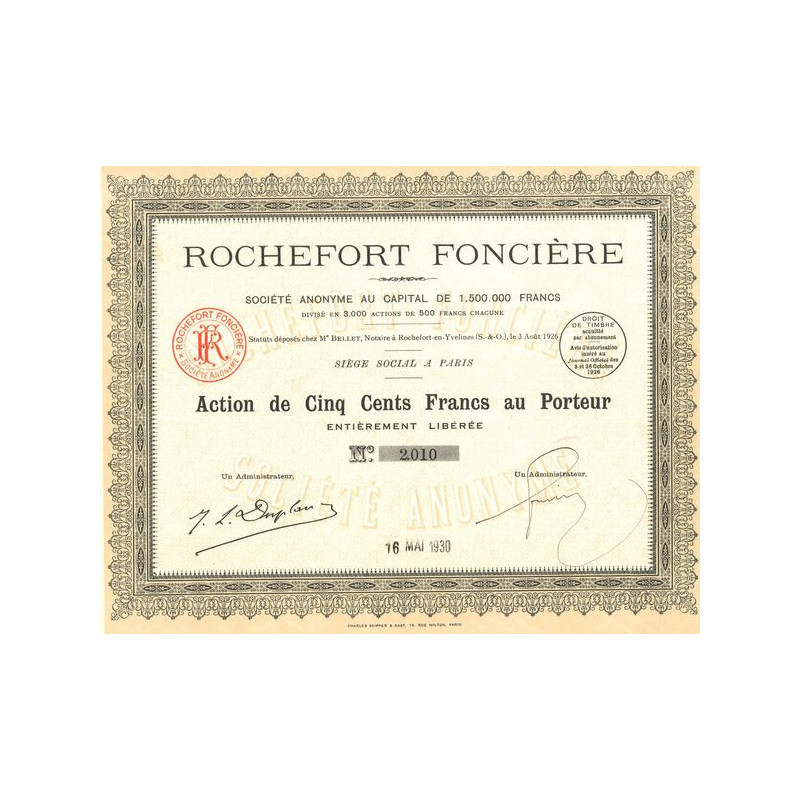 ROCHEFORT FONCIÈRE
SOCIÉTÉ ANONYME AU CAPITAL DE 1.500.000 FRANCS
DIVISÉ EN 3.000 ACTIONS DE 500 FRANCS CHACUNE
Statuts déposés chez Mᵉ BELLET, Notaire à Rochefort-en-Yvelines (S.-&-O.), le 3 Août 1926
ROCHEFORT FONCIÈRE
RF
SOCIÉTÉ ANONYME
DROIT
DE TIMBRE
acquitté
par abonnement
Avis d'autorisation
inséré au
Journal Officiel des
5 et 26 Octobre
1926
SIÈGE SOCIAL A PARIS
Action de Cinq Cents Francs au Porteur
ENTIÈREMENT LIBÉRÉE
Nº 2.010
Un Administrateur,
Un Administrateur,
SOCIÉTÉ ANONYME
16 MAI 1930
CHARLES SKIPPER & EAST, 75, RUE MILTON, PARIS